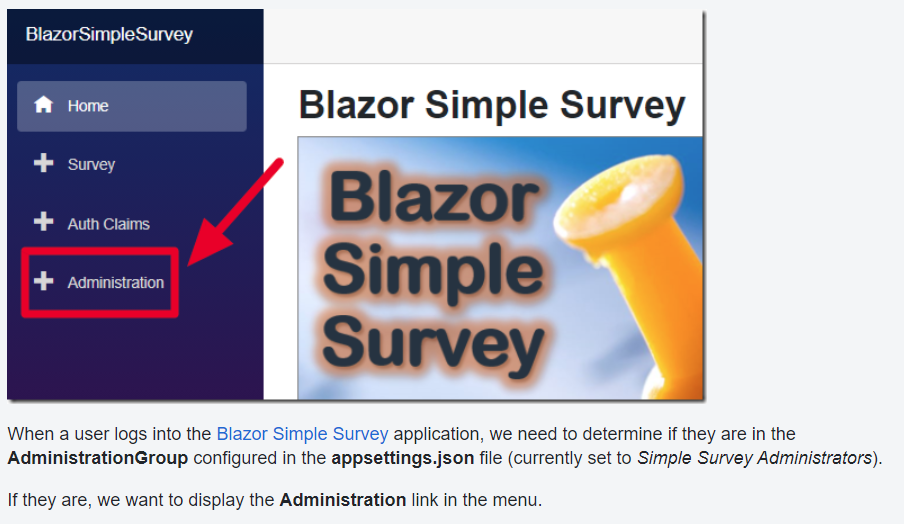 BlazorSimpleSurvey
Home
Survey
Auth Claims
Administration
Blazor Simple Survey
Blazor
Simple
Survey
When a user logs into the Blazor Simple Survey application, we need to determine if they are in the
AdministrationGroup configured in the appsettings.json file (currently set to Simple Survey Administrators).
If they are, we want to display the Administration link in the menu.